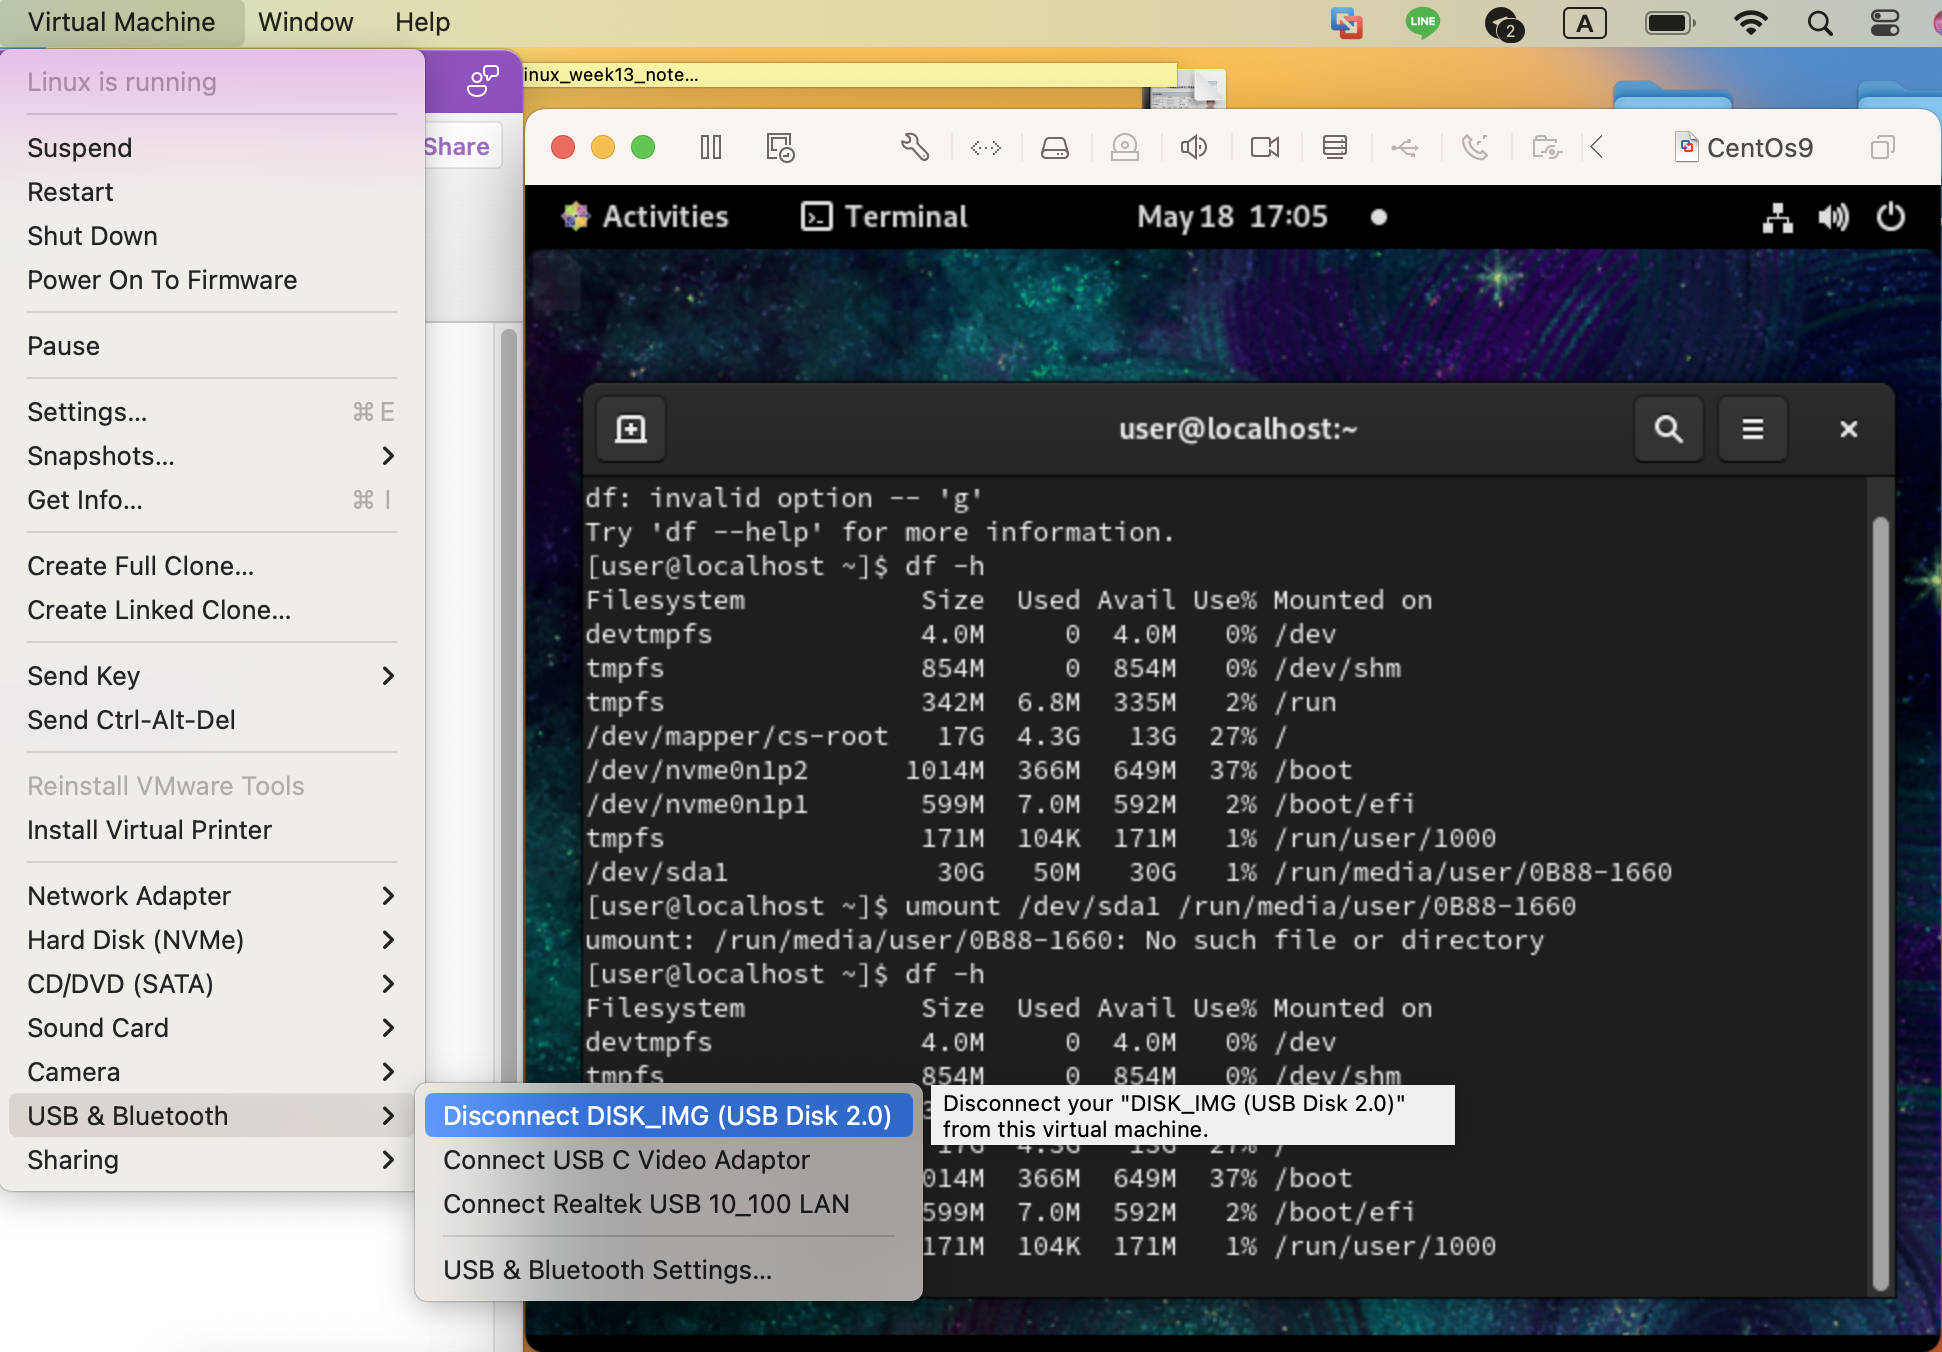 Virtual Machine Window Help
LINE
2
A
Linux is running
Suspend
Restart
Shut Down
Power On To Firmware
Pause
Settings... ⌘ E
Snapshots...
Get Info... ⌘ I
Create Full Clone...
Create Linked Clone...
Send Key
Send Ctrl-Alt-Del
Reinstall VMware Tools
Install Virtual Printer
Network Adapter
Hard Disk (NVMe)
CD/DVD (SATA)
Sound Card
Camera
USB & Bluetooth
Sharing
Disconnect DISK_IMG (USB Disk 2.0)
Connect USB C Video Adaptor
Connect Realtek USB 10_100 LAN
USB & Bluetooth Settings...
Disconnect your "DISK_IMG (USB Disk 2.0)"
from this virtual machine.
Share
inux_week13_note...
CentOs9
Activities Terminal May 18 17:05
user@localhost:~
df: invalid option -- 'g'
Try 'df --help' for more information.
[user@localhost ~]$ df -h
Filesystem Size Used Avail Use% Mounted on
devtmpfs 4.0M 0 4.0M 0% /dev
tmpfs 854M 0 854M 0% /dev/shm
tmpfs 342M 6.8M 335M 2% /run
/dev/mapper/cs-root 17G 4.3G 13G 27% /
/dev/nvme0n1p2 1014M 366M 649M 37% /boot
/dev/nvme0n1p1 599M 7.0M 592M 2% /boot/efi
tmpfs 171M 104K 171M 1% /run/user/1000
/dev/sda1 30G 50M 30G 1% /run/media/user/0B88-1660
[user@localhost ~]$ umount /dev/sda1 /run/media/user/0B88-1660
umount: /run/media/user/0B88-1660: No such file or directory
[user@localhost ~]$ df -h
Filesystem Size Used Avail Use% Mounted on
devtmpfs 4.0M 0 4.0M 0% /dev
tmpfs 854M 0 854M 0% /dev/shm
17G 4.3G 13G 27% /
014M 366M 649M 37% /boot
599M 7.0M 592M 2% /boot/efi
171M 104K 171M 1% /run/user/1000